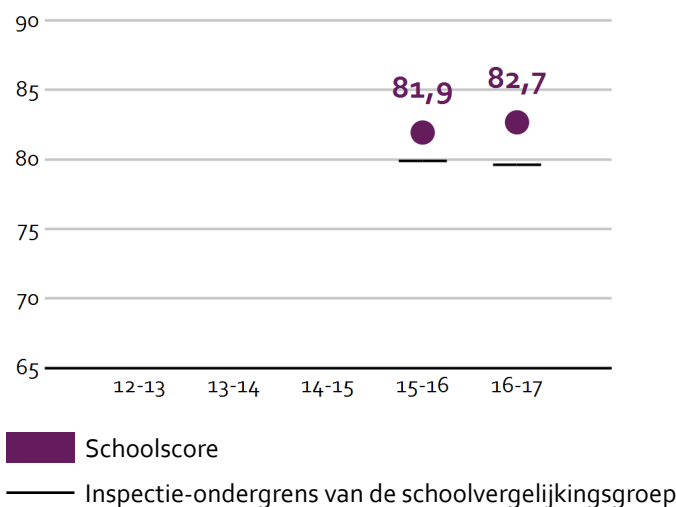 90
85
81,9
82,7
80
75
70
65
12-13 13-14 14-15 15-16 16-17
Schoolscore
Inspectie-ondergrens van de schoolvergelijkingsgroep